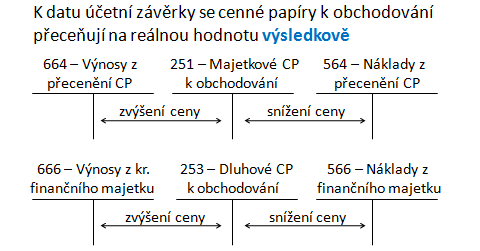 K datu účetní závěrky se cenné papíry k obchodování
přeceňují na reálnou hodnotu výsledkově
664 – Výnosy z přecenění CP
251 – Majetkové CP k obchodování
564 – Náklady z přecenění CP
zvýšení ceny
snížení ceny
666 – Výnosy z kr. finančního majetku
253 – Dluhové CP k obchodování
566 – Náklady z finančního majetku
zvýšení ceny
snížení ceny